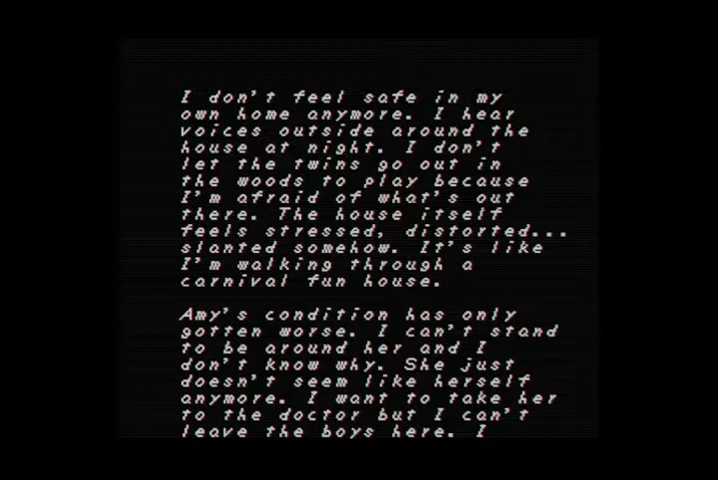 I don't feel safe in my
own home anymore. I hear
voices outside around the
house at night. I don't
let the twins go out in
the woods to play because
I'm afraid of what's out
there. The house itself
feels stressed, distorted...
slanted somehow. It's like
I'm walking through a
carnival fun house.
Amy's condition has only
gotten worse. I can't stand
to be around her and I
don't know why. She just
doesn't seem like herself
anymore. I want to take her
to the doctor but I can't
leave the boys here. I